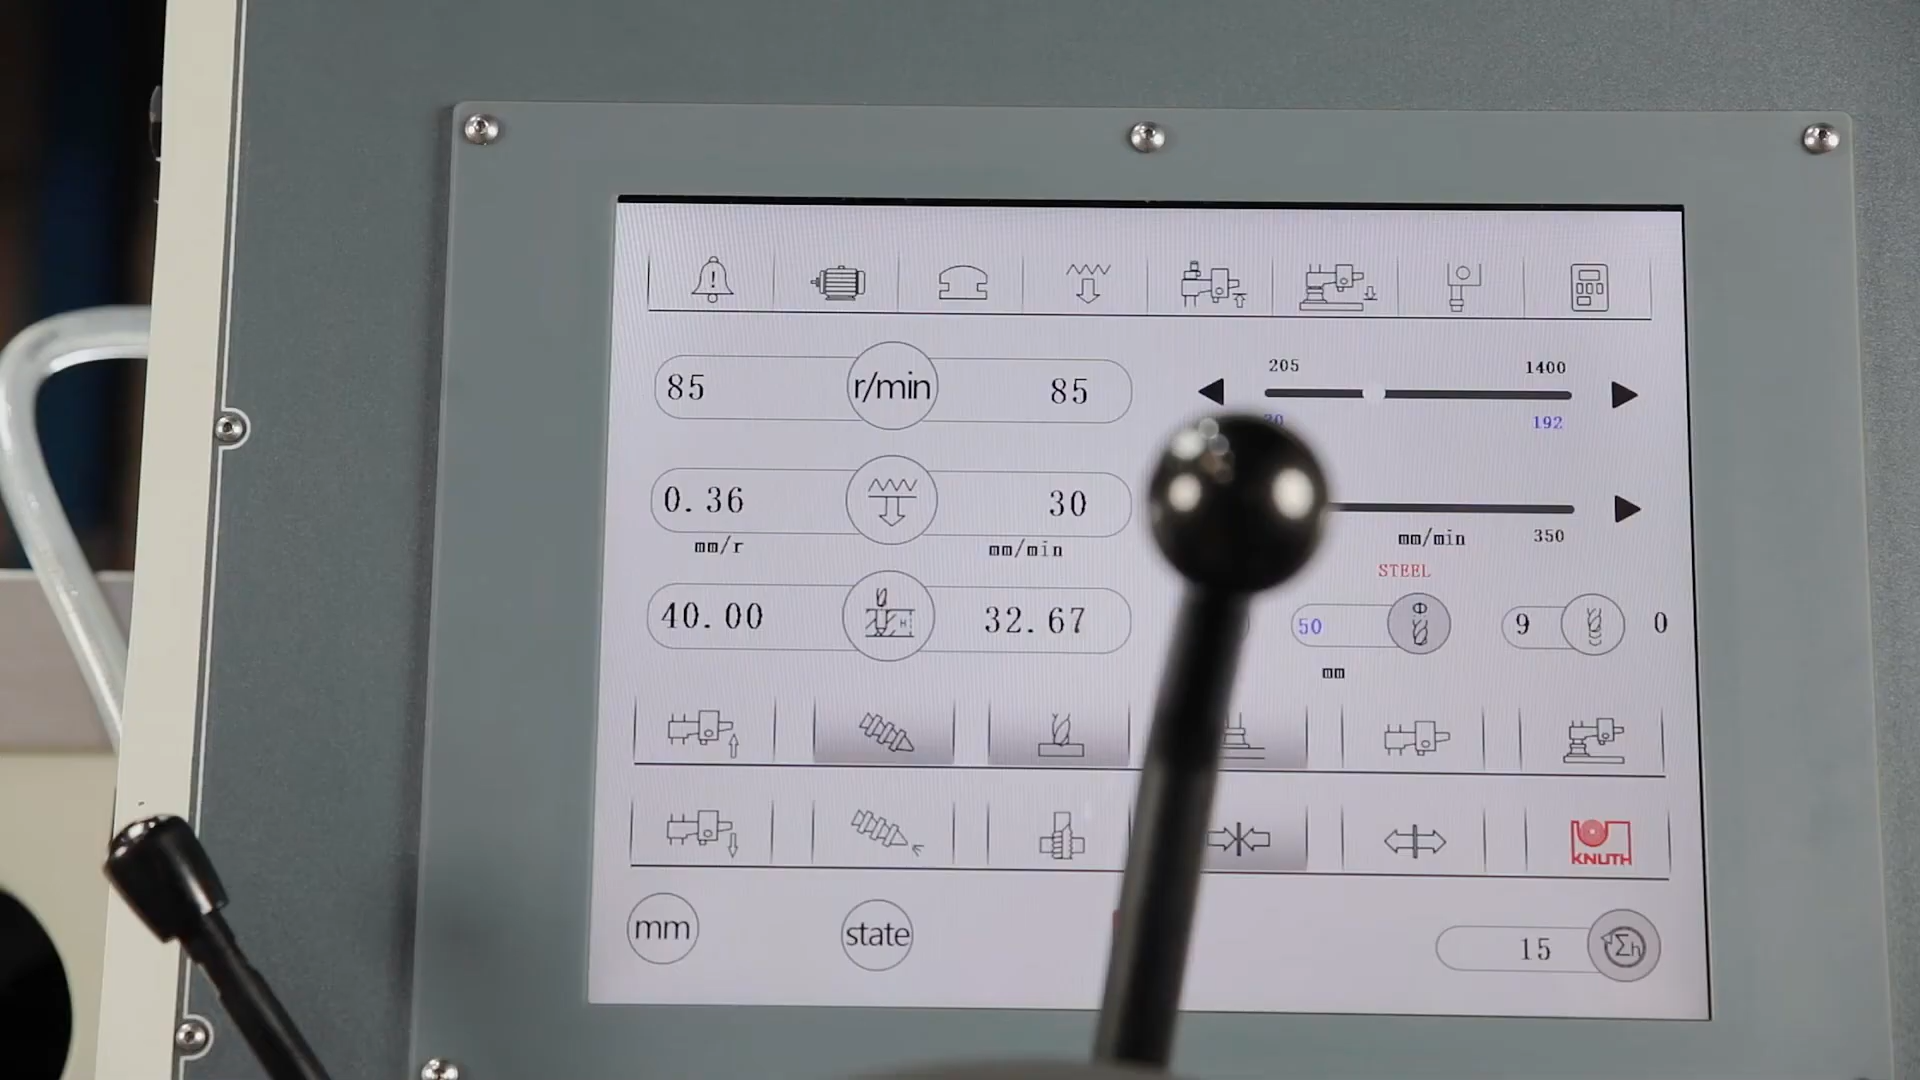 205 1400
85 r/min 85
192
0.36 30
mm/r mm/min mm/min 350
STEEL
40.00 32.67 50 9 0
mm
KNUTH
mm state 15 Σh